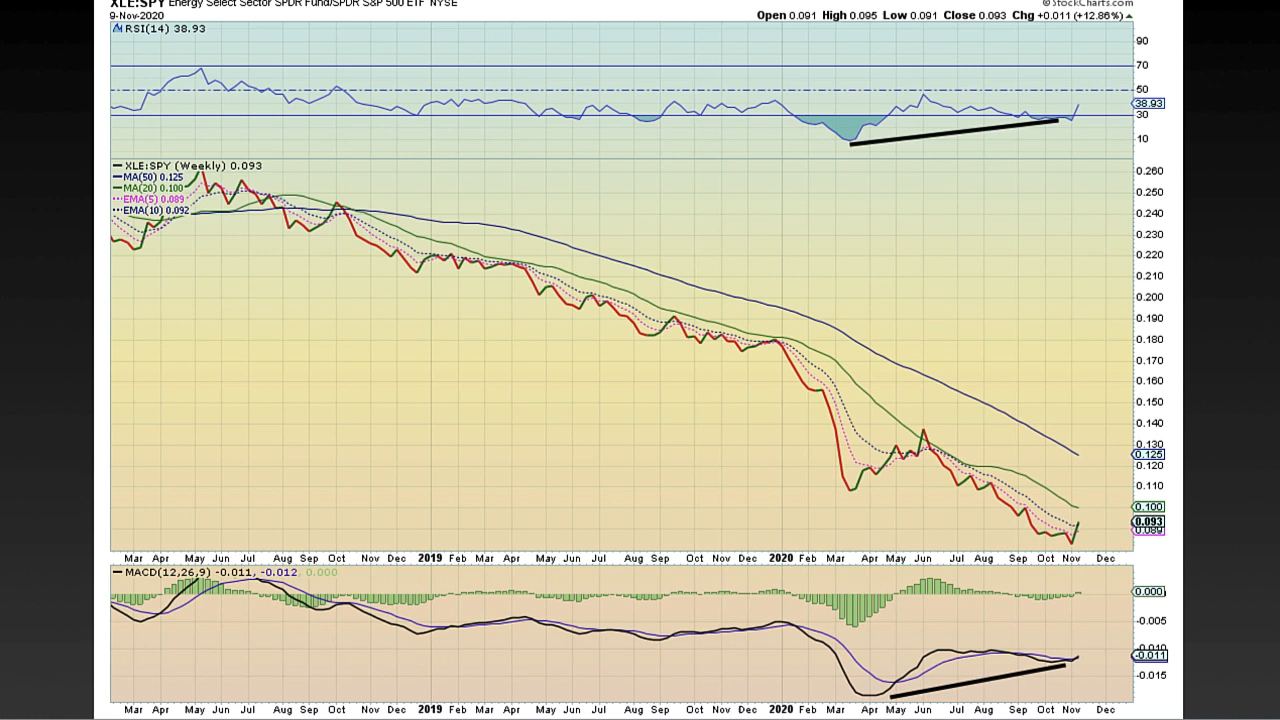 XLE:SPY Energy Select Sector SPDR Fund/SPDR S&P 500 ETF NYSE
© StockCharts.com
9-Nov-2020
Open 0.091 High 0.095 Low 0.091 Close 0.093 Chg +0.011 (+12.86%)
RSI(14) 38.93
90
70
50
38.93
30
10
XLE:SPY (Weekly) 0.093
MA(50) 0.125
MA(20) 0.100
EMA(5) 0.089
EMA(10) 0.092
0.260
0.250
0.240
0.230
0.220
0.210
0.200
0.190
0.180
0.170
0.160
0.150
0.140
0.130
0.125
0.120
0.110
0.100
0.093
0.089
Mar Apr May Jun Jul Aug Sep Oct Nov Dec 2019 Feb Mar Apr May Jun Jul Aug Sep Oct Nov Dec 2020 Feb Mar Apr May Jun Jul Aug Sep Oct Nov Dec
MACD(12,26,9) -0.011, -0.012, 0.000
0.000
-0.005
-0.010
-0.011
-0.015
Mar Apr May Jun Jul Aug Sep Oct Nov Dec 2019 Feb Mar Apr May Jun Jul Aug Sep Oct Nov Dec 2020 Feb Mar Apr May Jun Jul Aug Sep Oct Nov Dec